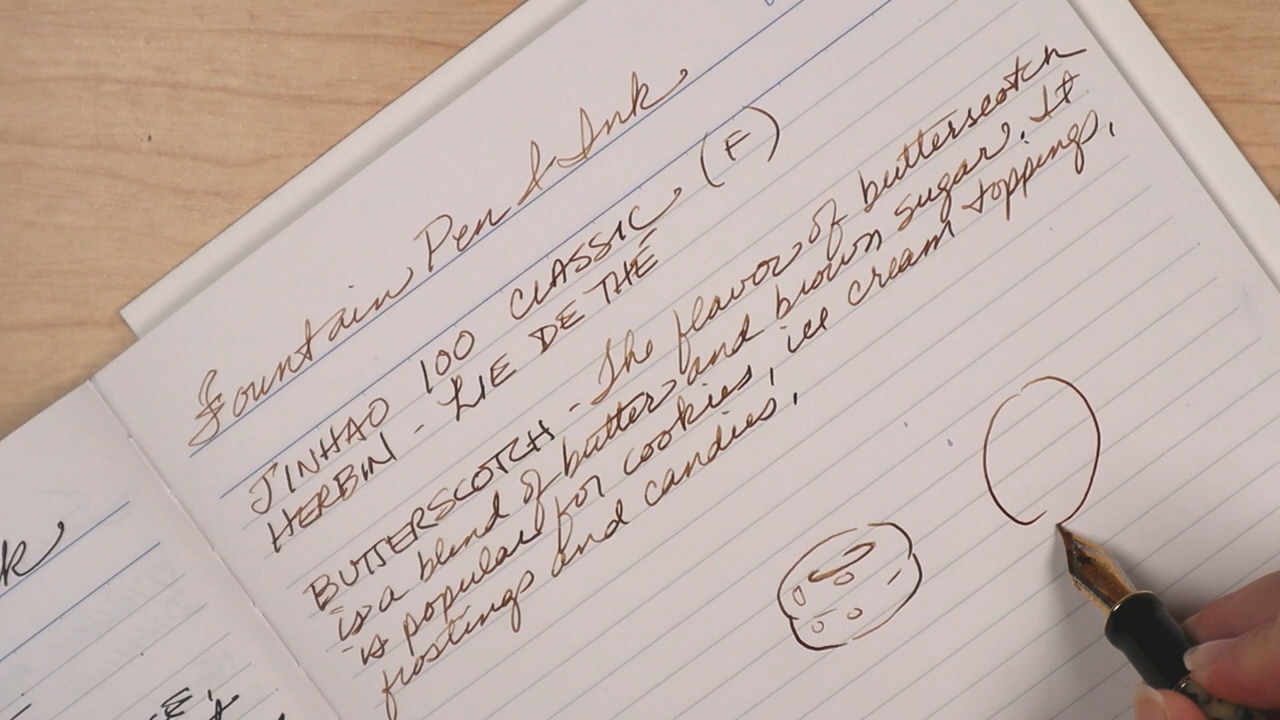 Fountain Pen & Ink
JINHAO 100 CLASSIC (F)
HERBIN - LIE DE THÉ
BUTTERSCOTCH - The flavor of butterscotch
is a blend of butter and brown sugar. It
is popular for cookies, ice cream toppings,
frostings and candies.